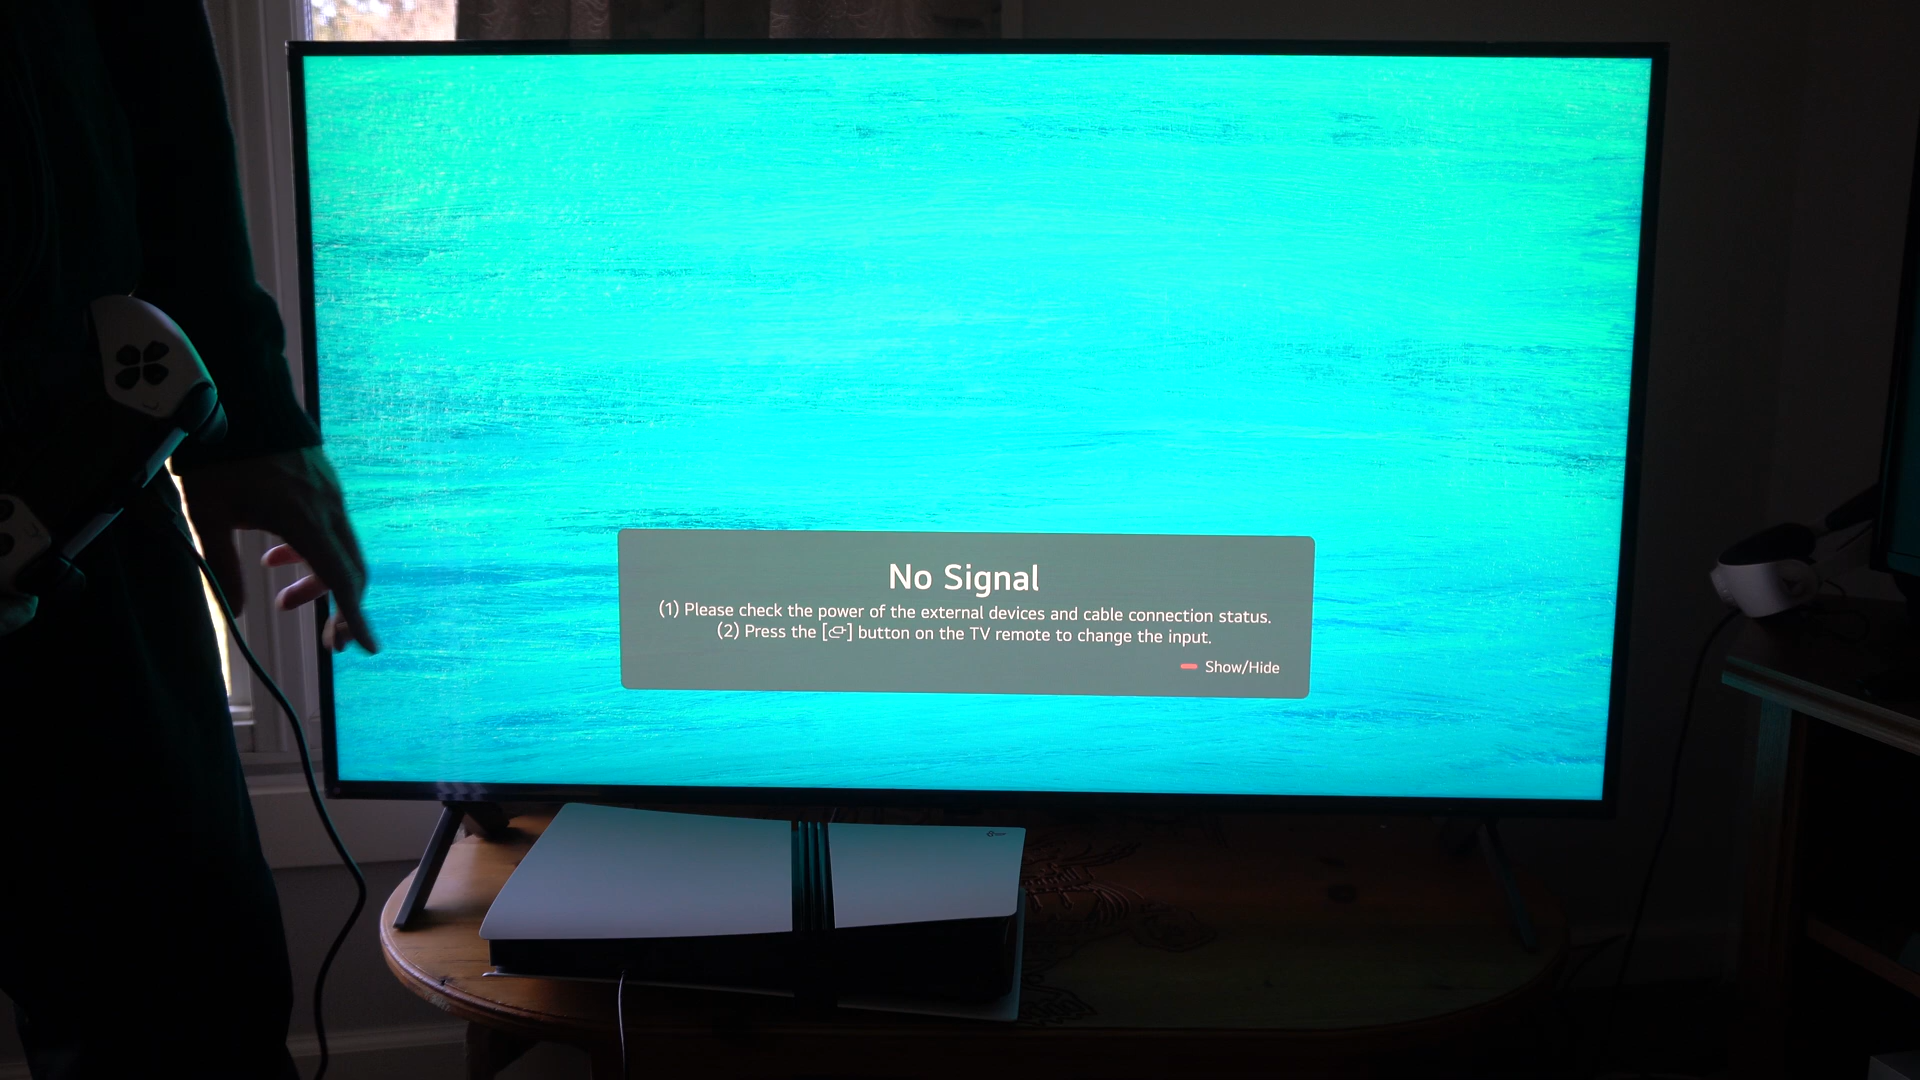 No Signal
(1) Please check the power of the external devices and cable connection status.
(2) Press the [⮐] button on the TV remote to change the input.
Show/Hide